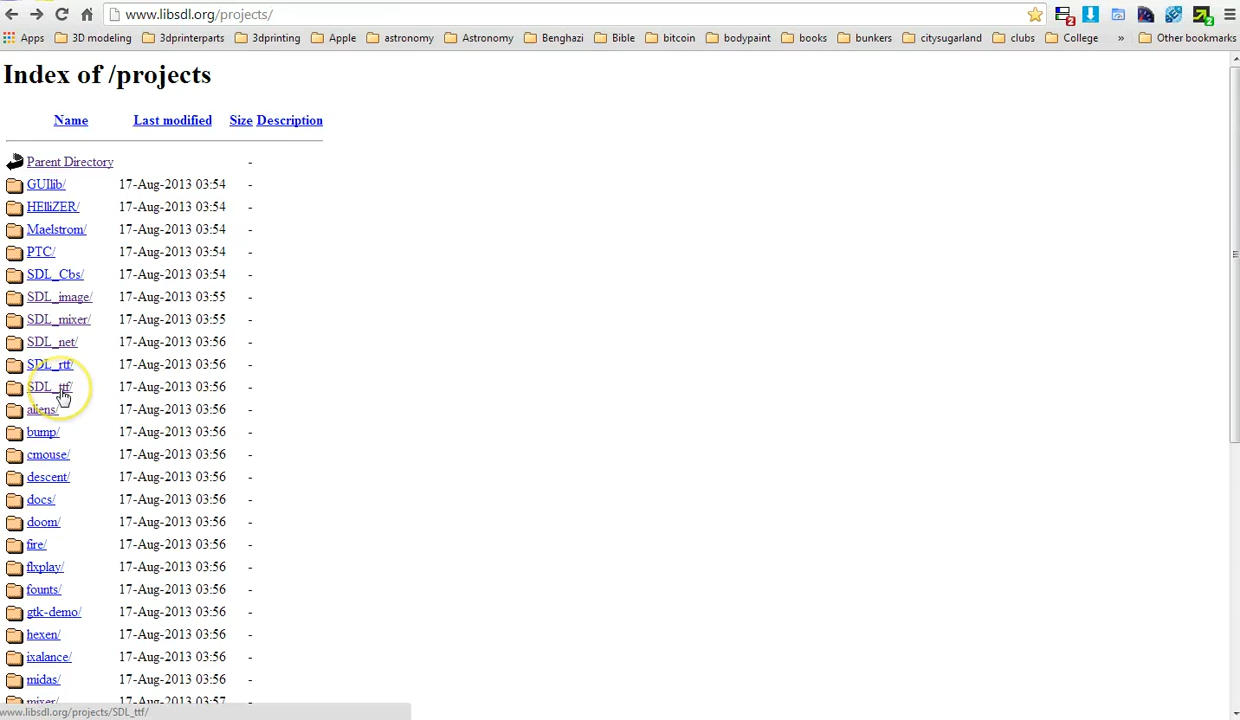 www.libsdl.org/projects/
2
2
Apps 3D modeling 3dprinterparts 3dprinting Apple astronomy Astronomy Benghazi Bible bitcoin bodypaint books bunkers citysugarland clubs College » Other bookmarks
Index of /projects
Name Last modified Size Description
Parent Directory -
GUIlib/ 17-Aug-2013 03:54 -
HElliZER/ 17-Aug-2013 03:54 -
Maelstrom/ 17-Aug-2013 03:54 -
PTC/ 17-Aug-2013 03:54 -
SDL_Cbs/ 17-Aug-2013 03:54 -
SDL_image/ 17-Aug-2013 03:55 -
SDL_mixer/ 17-Aug-2013 03:55 -
SDL_net/ 17-Aug-2013 03:56 -
SDL_rtf/ 17-Aug-2013 03:56 -
SDL_ttf/ 17-Aug-2013 03:56 -
aliens/ 17-Aug-2013 03:56 -
bump/ 17-Aug-2013 03:56 -
cmouse/ 17-Aug-2013 03:56 -
descent/ 17-Aug-2013 03:56 -
docs/ 17-Aug-2013 03:56 -
doom/ 17-Aug-2013 03:56 -
fire/ 17-Aug-2013 03:56 -
flxplay/ 17-Aug-2013 03:56 -
founts/ 17-Aug-2013 03:56 -
gtk-demo/ 17-Aug-2013 03:56 -
hexen/ 17-Aug-2013 03:56 -
ixalance/ 17-Aug-2013 03:56 -
midas/ 17-Aug-2013 03:56 -
mixer/ 17-Aug-2013 03:57 -
www.libsdl.org/projects/SDL_ttf/